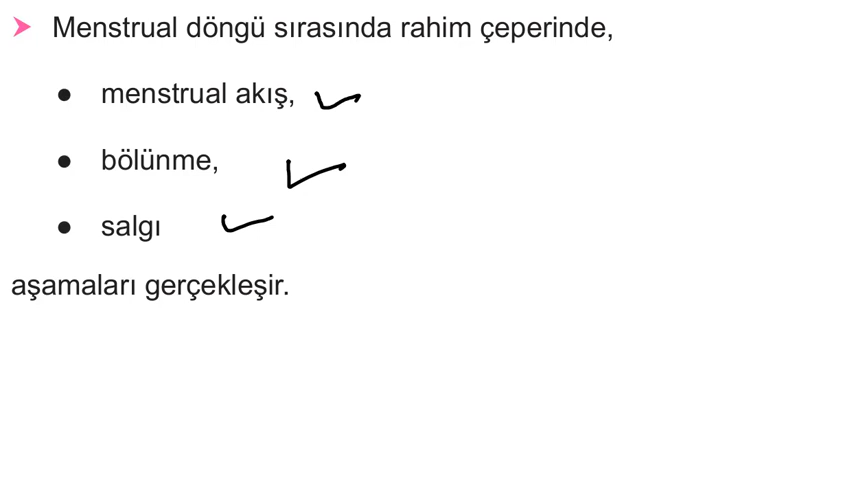 Menstrual döngü sırasında rahim çeperinde,
menstrual akış,
bölünme,
salgı
aşamaları gerçekleşir.